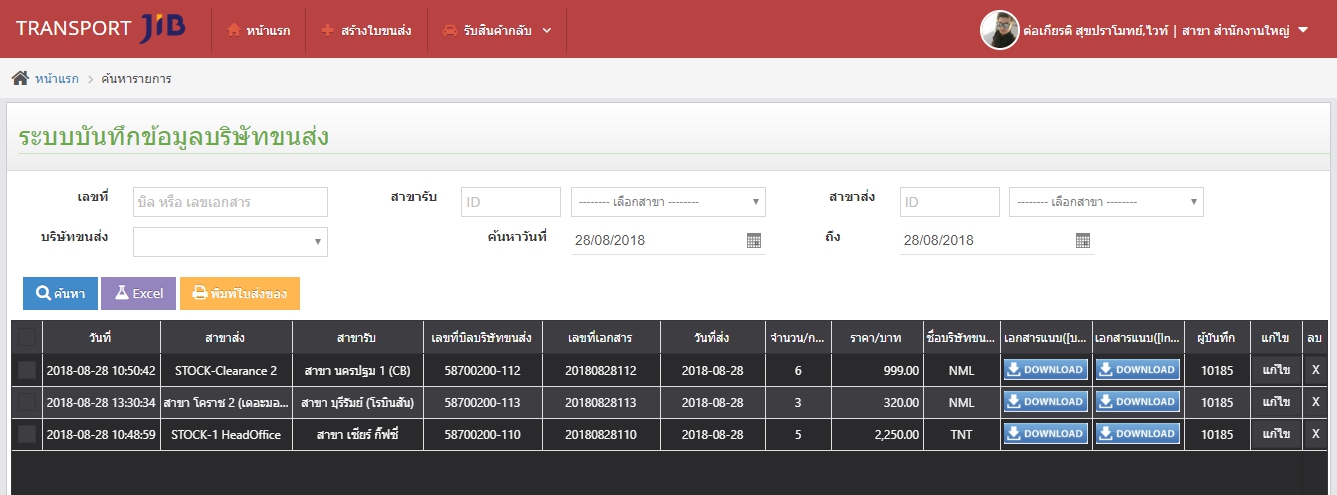 TRANSPORT JIB หน้าแรก สร้างใบขนส่ง รับสินค้ากลับ ต่อเกียรติ สุขปราโมทย์,ไวท์ | สาขา สำนักงานใหญ่
หน้าแรก > ค้นหารายการ
ระบบบันทึกข้อมูลบริษัทขนส่ง
เลขที่ บิล หรือ เลขเอกสาร สาขารับ ID -------- เลือกสาขา -------- สาขาส่ง ID -------- เลือกสาขา --------
บริษัทขนส่ง ค้นหาวันที่ 28/08/2018 ถึง 28/08/2018
ค้นหา Excel พิมพ์ใบส่งของ
วันที่ สาขาส่ง สาขารับ เลขที่บิลบริษัทขนส่ง เลขที่เอกสาร วันที่ส่ง จำนวน/ก... ราคา/บาท ชื่อบริษัทขน... เอกสารแนบ([บ... เอกสารแนบ([In... ผู้บันทึก แก้ไข ลบ
2018-08-28 10:50:42 STOCK-Clearance 2 สาขา นครปฐม 1 (CB) 58700200-112 20180828112 2018-08-28 6 999.00 NML DOWNLOAD DOWNLOAD 10185 แก้ไข X
2018-08-28 13:30:34 สาขา โคราช 2 (เดอะมอ... สาขา บุรีรัมย์ (โรบินสัน) 58700200-113 20180828113 2018-08-28 3 320.00 NML DOWNLOAD DOWNLOAD 10185 แก้ไข X
2018-08-28 10:48:59 STOCK-1 HeadOffice สาขา เซียร์ กิ๊ฟซี่ 58700200-110 20180828110 2018-08-28 5 2,250.00 TNT DOWNLOAD DOWNLOAD 10185 แก้ไข X